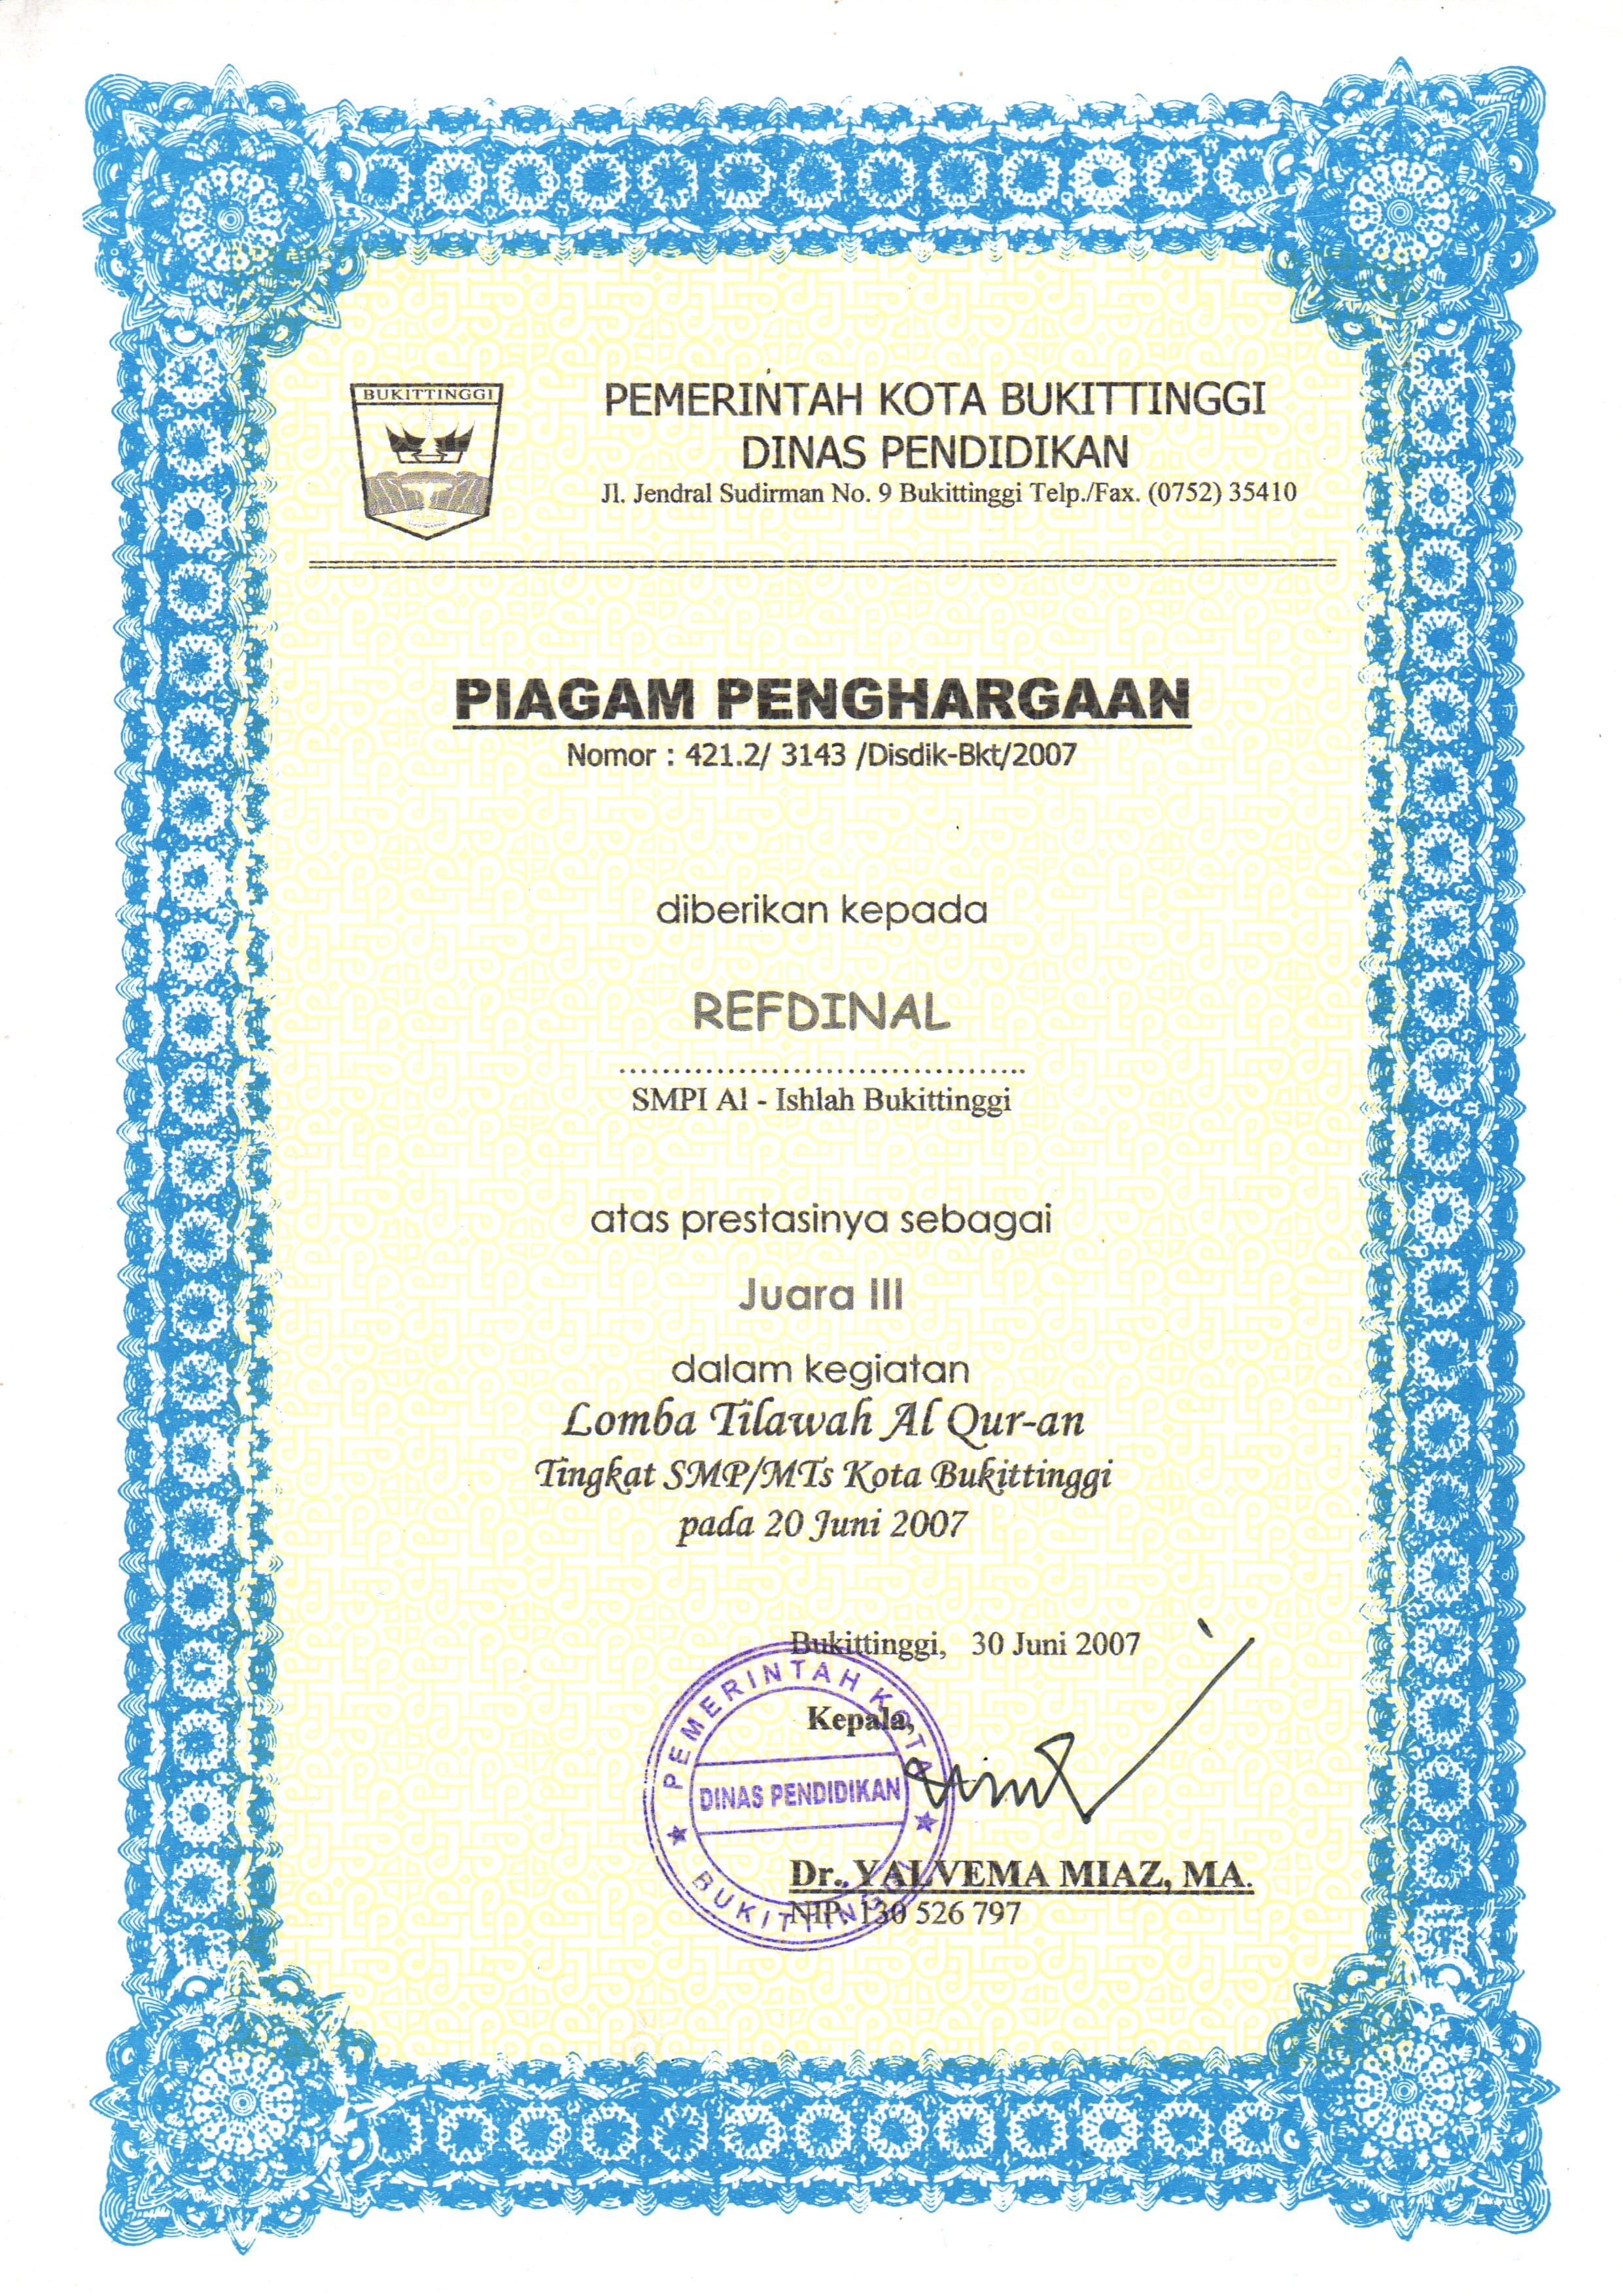 BUKITTINGGI
PEMERINTAH KOTA BUKITTINGGI
DINAS PENDIDIKAN
Jl. Jendral Sudirman No. 9 Bukittinggi Telp./Fax. (0752) 35410
PIAGAM PENGHARGAAN
Nomor : 421.2/ 3143 /Disdik-Bkt/2007
diberikan kepada
REFDINAL
......................................
SMPI Al - Ishlah Bukittinggi
atas prestasinya sebagai
Juara III
dalam kegiatan
Lomba Tilawah Al Qur-an
Tingkat SMP/MTs Kota Bukittinggi
pada 20 Juni 2007
Bukittinggi, 30 Juni 2007
Kepala,
PEMERINTAH KOTA
DINAS PENDIDIKAN
BUKITTINGGI
Dr. YALVEMA MIAZ, MA.
NIP. 130 526 797